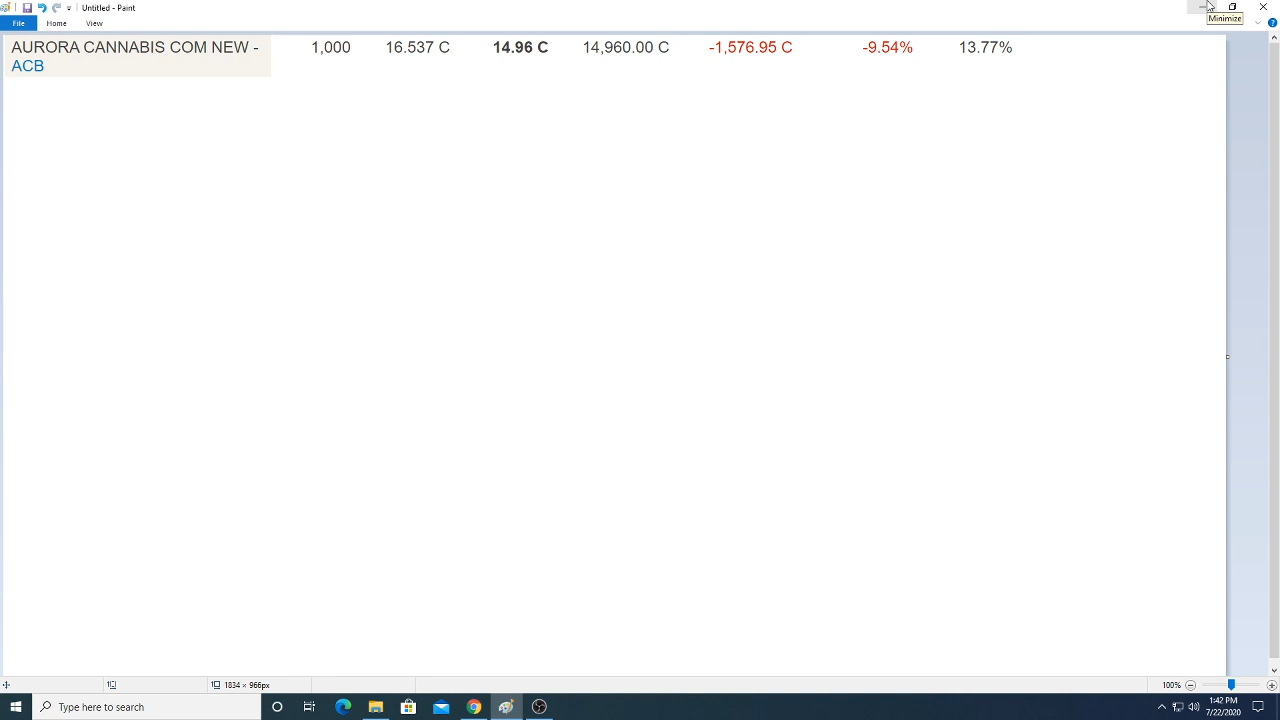 Untitled - Paint
Minimize
File Home View
AURORA CANNABIS COM NEW - 1,000 16.537 C 14.96 C 14,960.00 C -1,576.95 C -9.54% 13.77%
ACB
1834 × 966px 100%
Type here to search
1:42 PM
7/22/2020